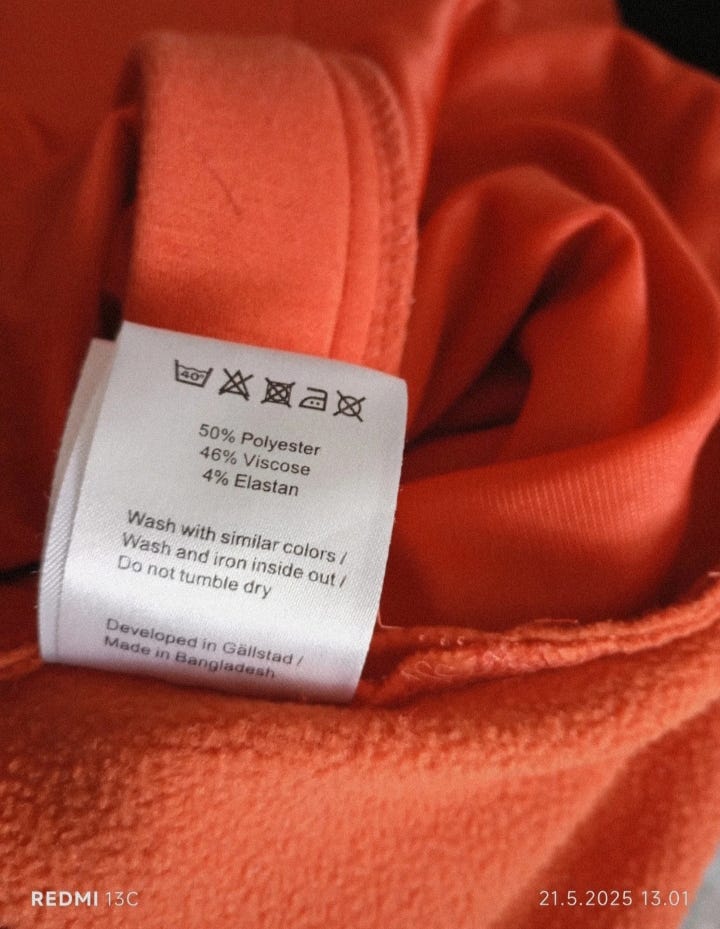 40°
50% Polyester
46% Viscose
4% Elastan
Wash with similar colors /
Wash and iron inside out /
Do not tumble dry
Developed in Gällstad /
Made in Bangladesh
REDMI 13C
21.5.2025 13.01